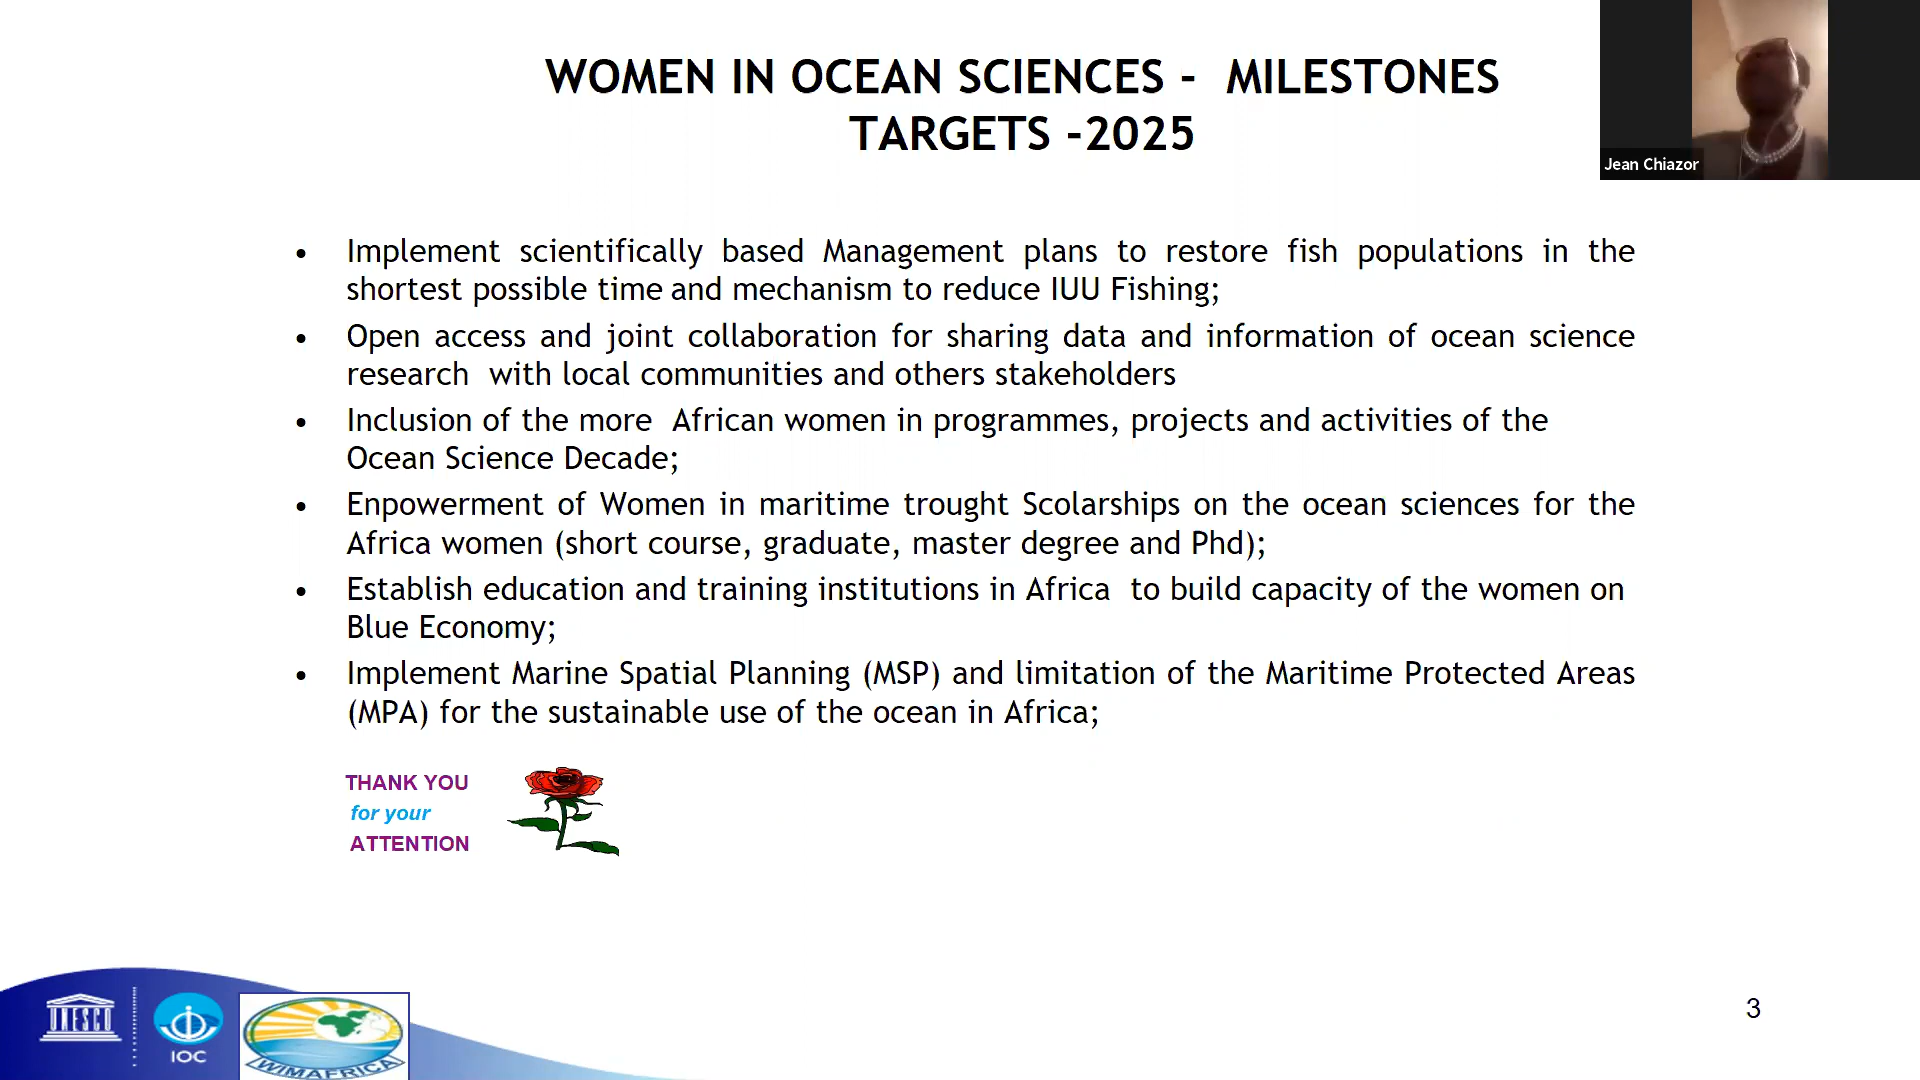 WOMEN IN OCEAN SCIENCES - MILESTONES
TARGETS -2025
Jean Chiazor
• Implement scientifically based Management plans to restore fish populations in the
shortest possible time and mechanism to reduce IUU Fishing;
• Open access and joint collaboration for sharing data and information of ocean science
research with local communities and others stakeholders
• Inclusion of the more African women in programmes, projects and activities of the
Ocean Science Decade;
• Enpowerment of Women in maritime trought Scolarships on the ocean sciences for the
Africa women (short course, graduate, master degree and Phd);
• Establish education and training institutions in Africa to build capacity of the women on
Blue Economy;
• Implement Marine Spatial Planning (MSP) and limitation of the Maritime Protected Areas
(MPA) for the sustainable use of the ocean in Africa;
THANK YOU
for your
ATTENTION
UNESCO
IOC
WIMAFRICA
3